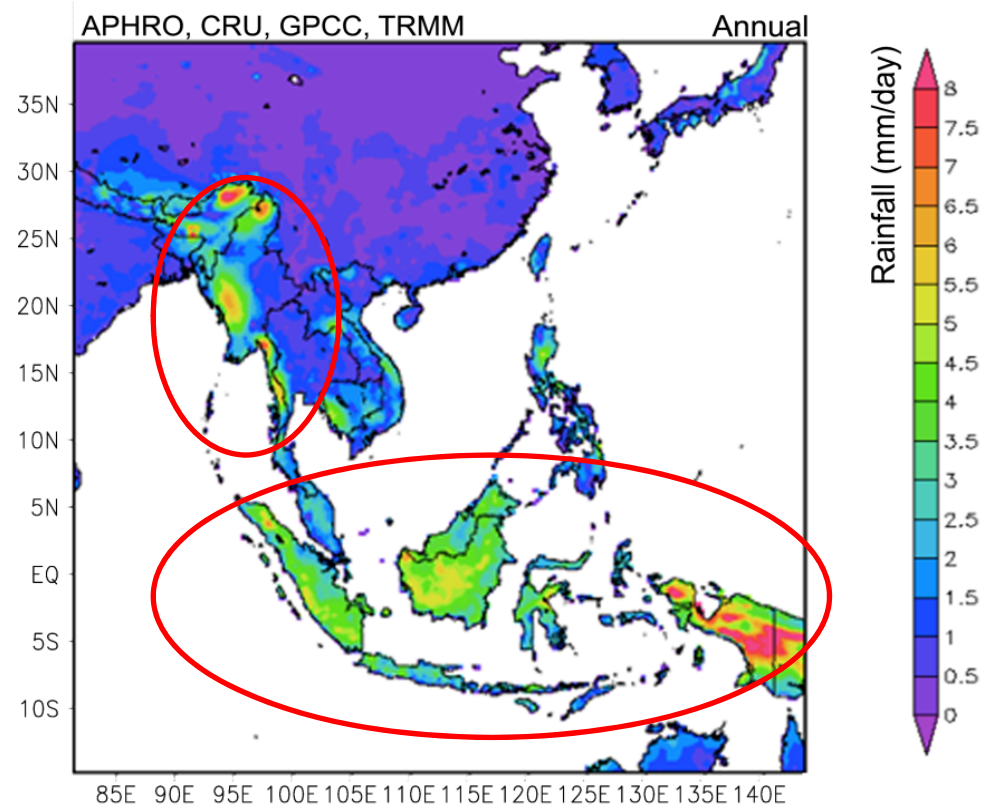 APHRO, CRU, GPCC, TRMM Annual
35N
30N
25N
20N
15N
10N
5N
EQ
5S
10S
85E 90E 95E 100E 105E 110E 115E 120E 125E 130E 135E 140E
Rainfall (mm/day)
8
7.5
7
6.5
6
5.5
5
4.5
4
3.5
3
2.5
2
1.5
1
0.5
0